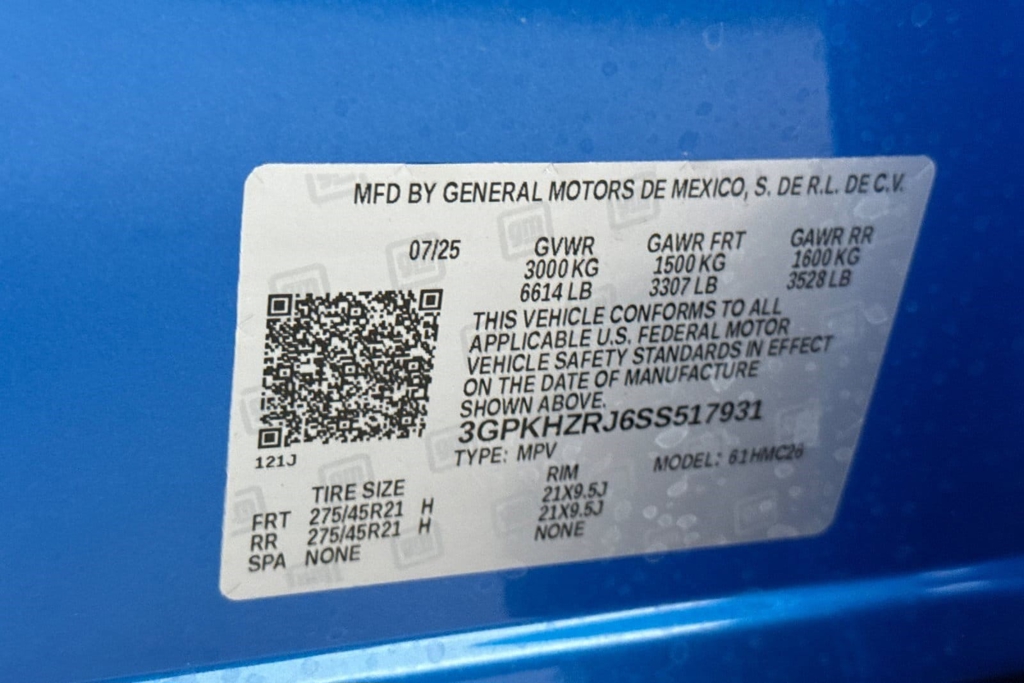 MFD BY GENERAL MOTORS DE MEXICO, S. DE R.L. DE C.V.
07/25 GVWR GAWR FRT GAWR RR
3000 KG 1500 KG 1600 KG
6614 LB 3307 LB 3528 LB
THIS VEHICLE CONFORMS TO ALL
APPLICABLE U.S. FEDERAL MOTOR
VEHICLE SAFETY STANDARDS IN EFFECT
ON THE DATE OF MANUFACTURE
SHOWN ABOVE.
3GPKHZRJ6SS517931
121J
TYPE: MPV MODEL: 61HMC26
TIRE SIZE RIM
FRT 275/45R21 H 21X9.5J
RR 275/45R21 H 21X9.5J
SPA NONE NONE